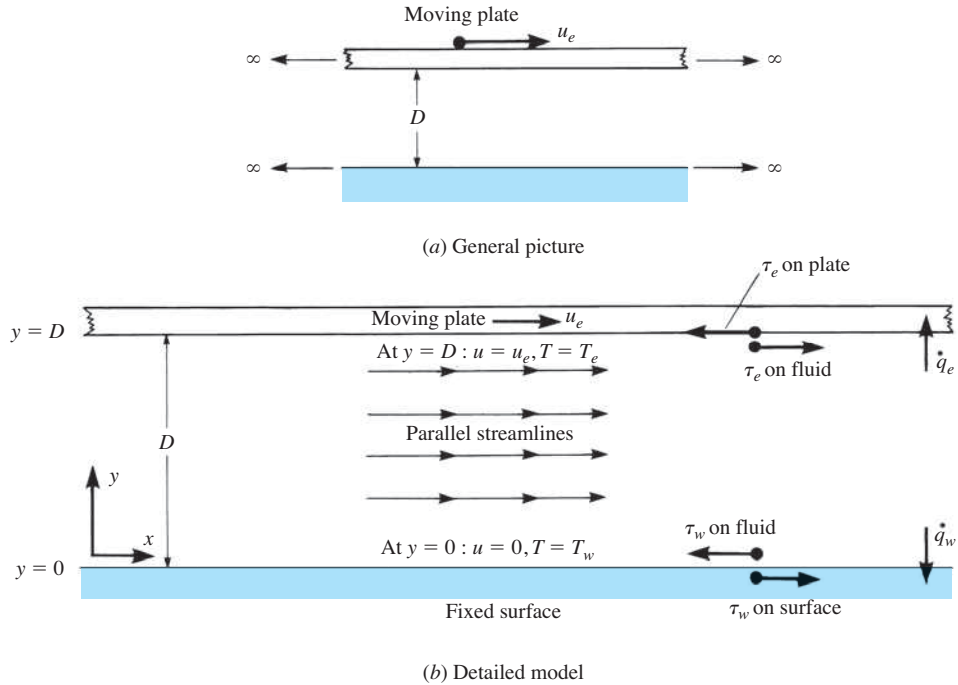 Moving plate
u_e
∞ ∞
D
∞ ∞
(a) General picture
τ_e on plate
y = D
Moving plate u_e
At y = D : u = u_e, T = T_e
τ_e on fluid
q̇_e
D
Parallel streamlines
y
x
τ_w on fluid
q̇_w
At y = 0 : u = 0, T = T_w
y = 0
τ_w on surface
Fixed surface
(b) Detailed model